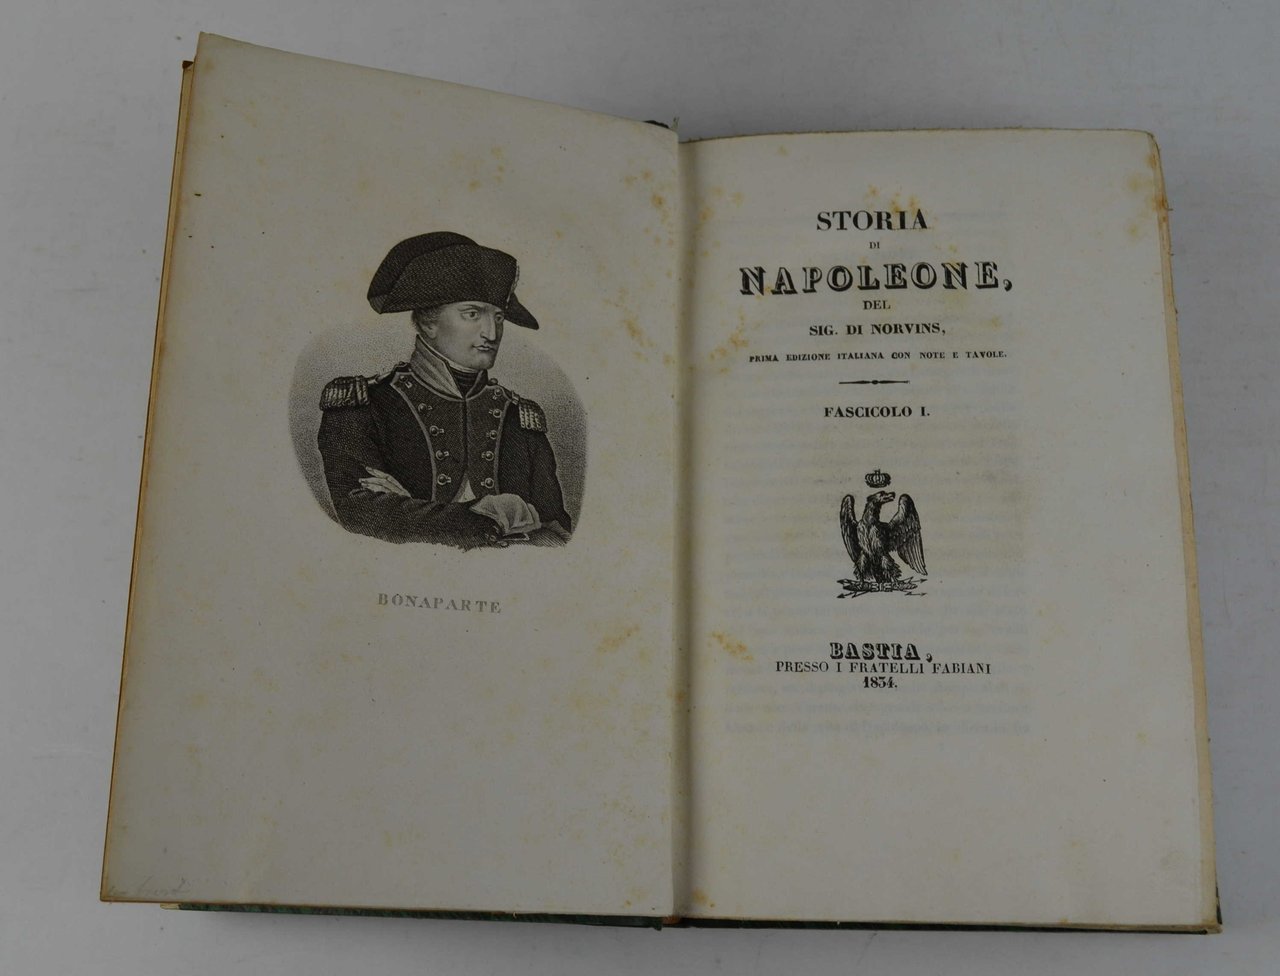 BONAPARTE
STORIA
DI
NAPOLEONE,
DEL
SIG. DI NORVINS,
PRIMA EDIZIONE ITALIANA CON NOTE E TAVOLE.
FASCICOLO I.
BASTIA,
PRESSO I FRATELLI FABIANI
1834.